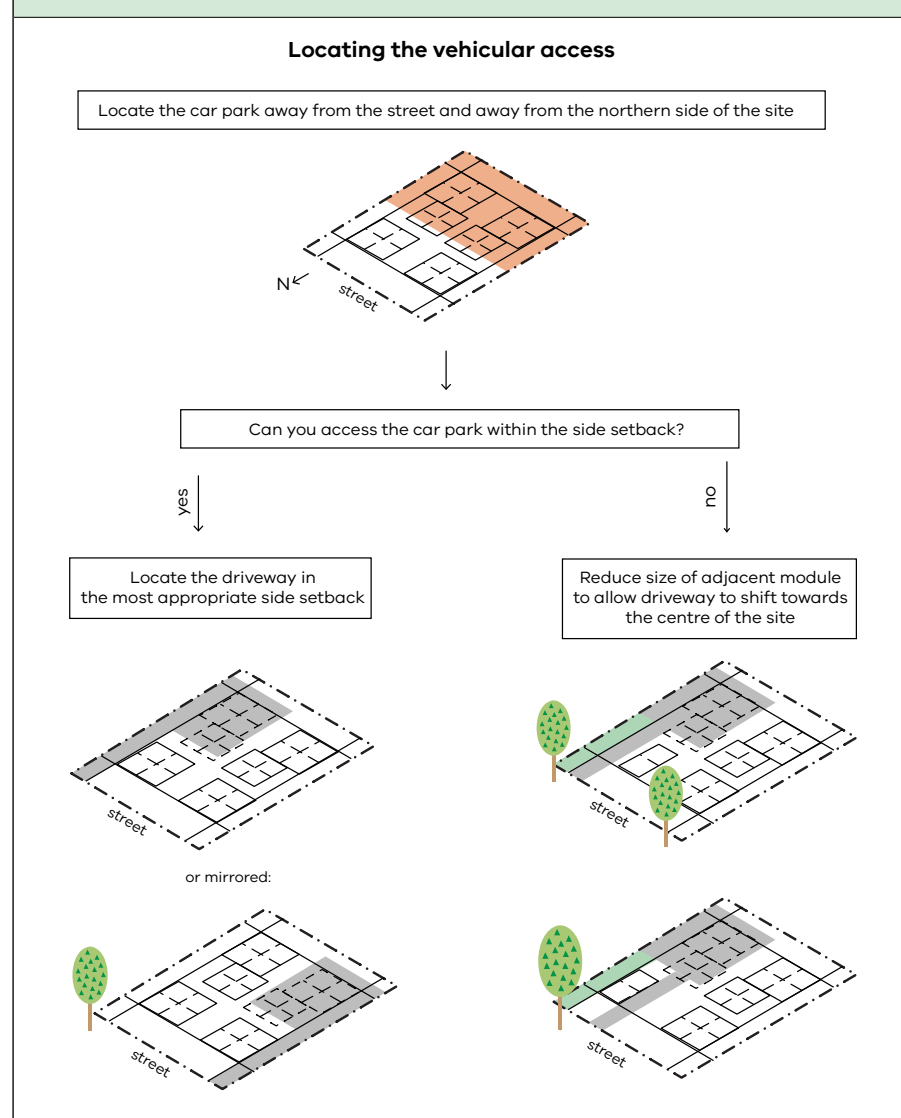 Locating the vehicular access
Locate the car park away from the street and away from the northern side of the site
N
street
Can you access the car park within the side setback?
yes
no
Locate the driveway in
the most appropriate side setback
Reduce size of adjacent module
to allow driveway to shift towards
the centre of the site
street
street
or mirrored:
street
street